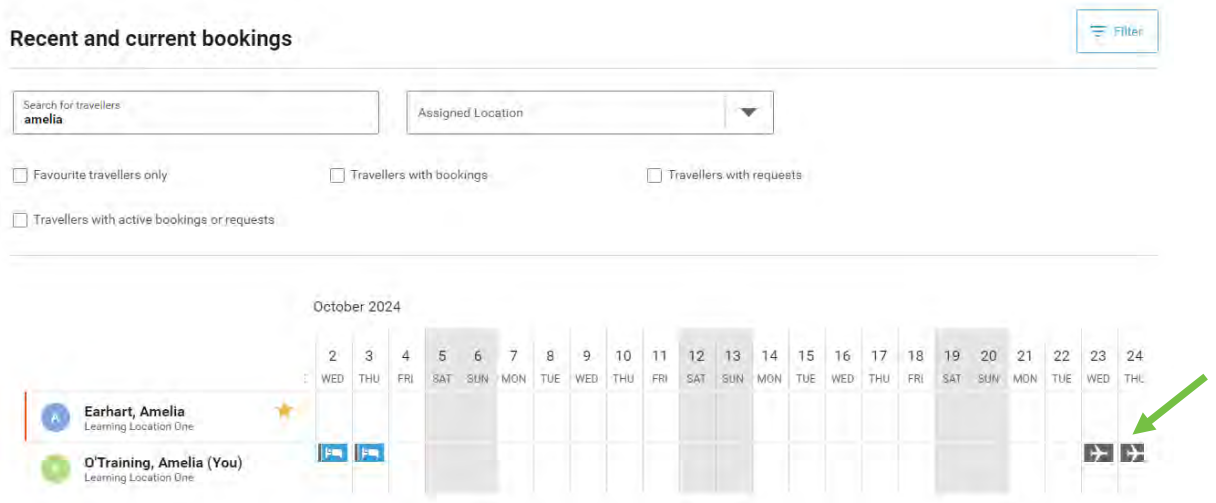 Recent and current bookings
Filter
Search for travellers
amelia
Assigned Location
Favourite travellers only
Travellers with bookings
Travellers with requests
Travellers with active bookings or requests
October 2024
2 3 4 5 6 7 8 9 10 11 12 13 14 15 16 17 18 19 20 21 22 23 24
WED THU FRI SAT SUN MON TUE WED THU FRI SAT SUN MON TUE WED THU FRI SAT SUN MON TUE WED THU
A
Earhart, Amelia
Learning Location One
O'Training, Amelia (You)
Learning Location One